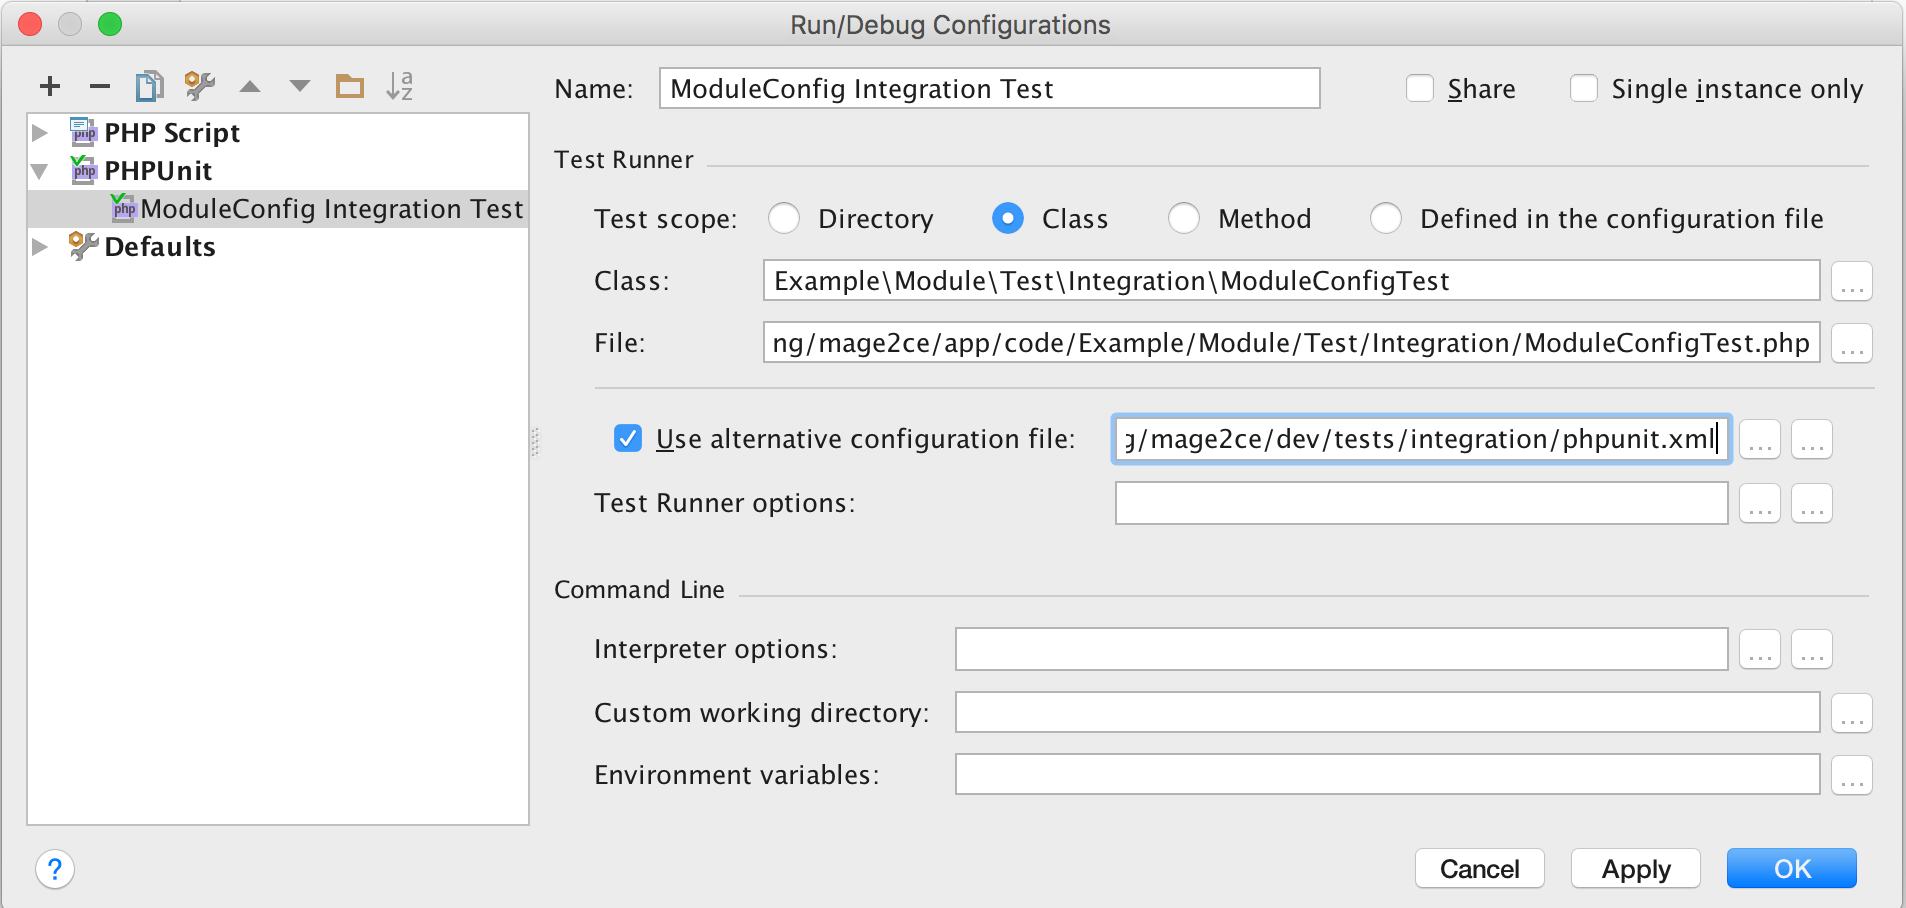 Run/Debug Configurations
Name: ModuleConfig Integration Test Share Single instance only
PHP Script
PHPUnit
ModuleConfig Integration Test
Defaults
Test Runner
Test scope: Directory Class Method Defined in the configuration file
Class: Example\Module\Test\Integration\ModuleConfigTest ...
File: ng/mage2ce/app/code/Example/Module/Test/Integration/ModuleConfigTest.php ...
Use alternative configuration file: g/mage2ce/dev/tests/integration/phpunit.xml ... ...
Test Runner options: ... ...
Command Line
Interpreter options: ... ...
Custom working directory: ...
Environment variables: ...
? Cancel Apply OK